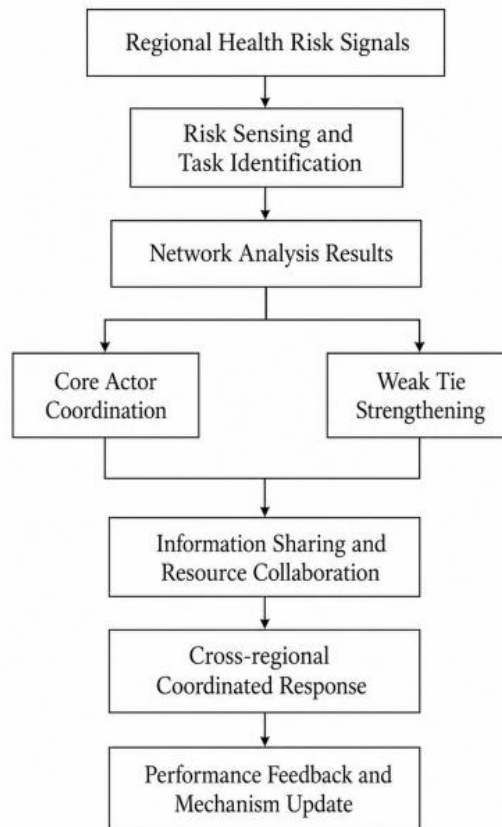 Regional Health Risk Signals
Risk Sensing and
Task Identification
Network Analysis Results
Core Actor
Coordination
Weak Tie
Strengthening
Information Sharing and
Resource Collaboration
Cross-regional
Coordinated Response
Performance Feedback and
Mechanism Update